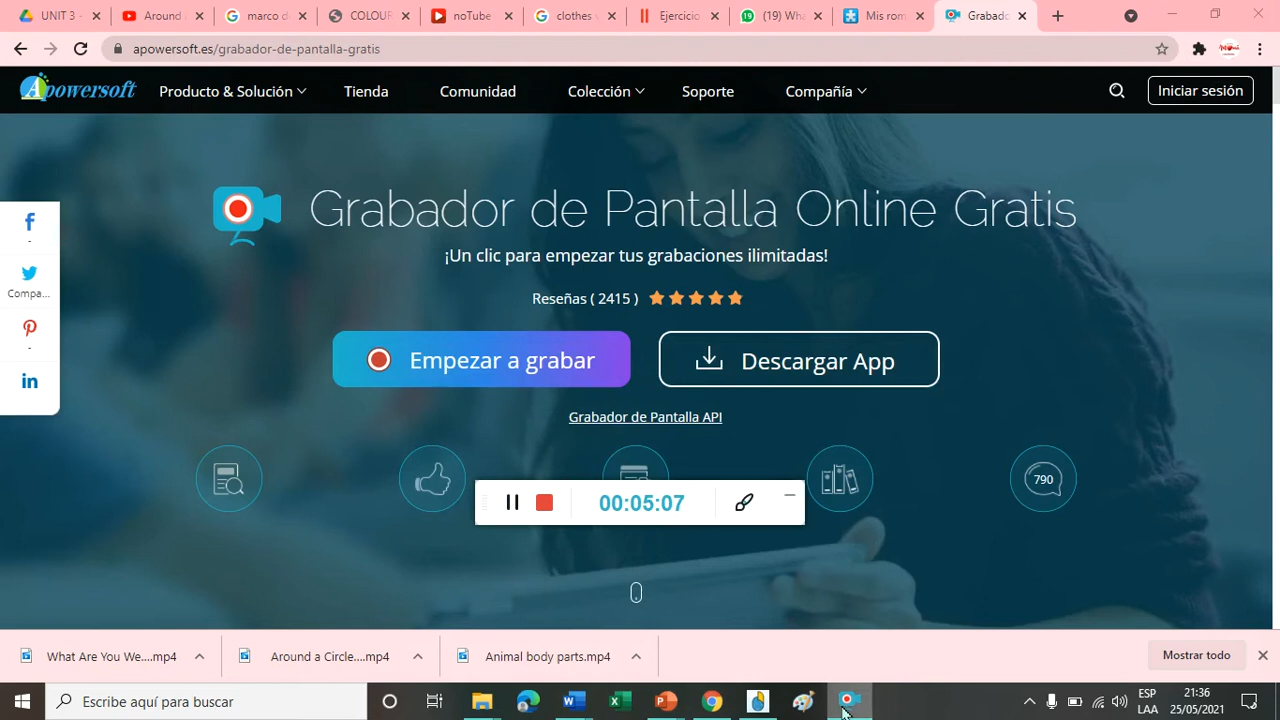 UNIT 3 -
Around
marco d
COLOUR
noTube
clothes
Ejercicio
(19) Wha
Mis rom
Grabado
apowersoft.es/grabador-de-pantalla-gratis
Apowersoft
Producto & Solución
Tienda
Comunidad
Colección
Soporte
Compañía
Iniciar sesión
Grabador de Pantalla Online Gratis
¡Un clic para empezar tus grabaciones ilimitadas!
Reseñas ( 2415 )
Empezar a grabar
Descargar App
Grabador de Pantalla API
-
Compa...
-
790
00:05:07
What Are You We....mp4
Around a Circle....mp4
Animal body parts.mp4
Mostrar todo
Escribe aquí para buscar
ESP
LAA
21:36
25/05/2021